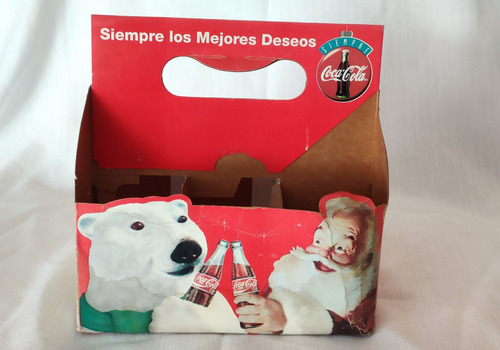 Siempre los Mejores Deseos
SIEMPRE
Coca-Cola
Coca-Cola
Coca-Cola